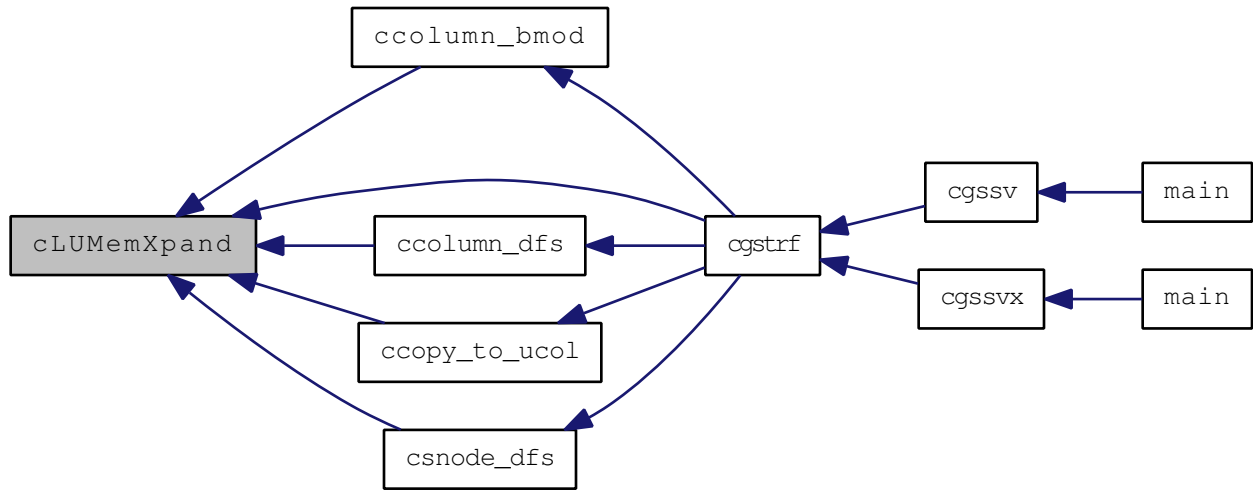 ccolumn_bmod
cgssv
main
cLUMemXpand
ccolumn_dfs
cgstrf
cgssvx
main
ccopy_to_ucol
csnode_dfs